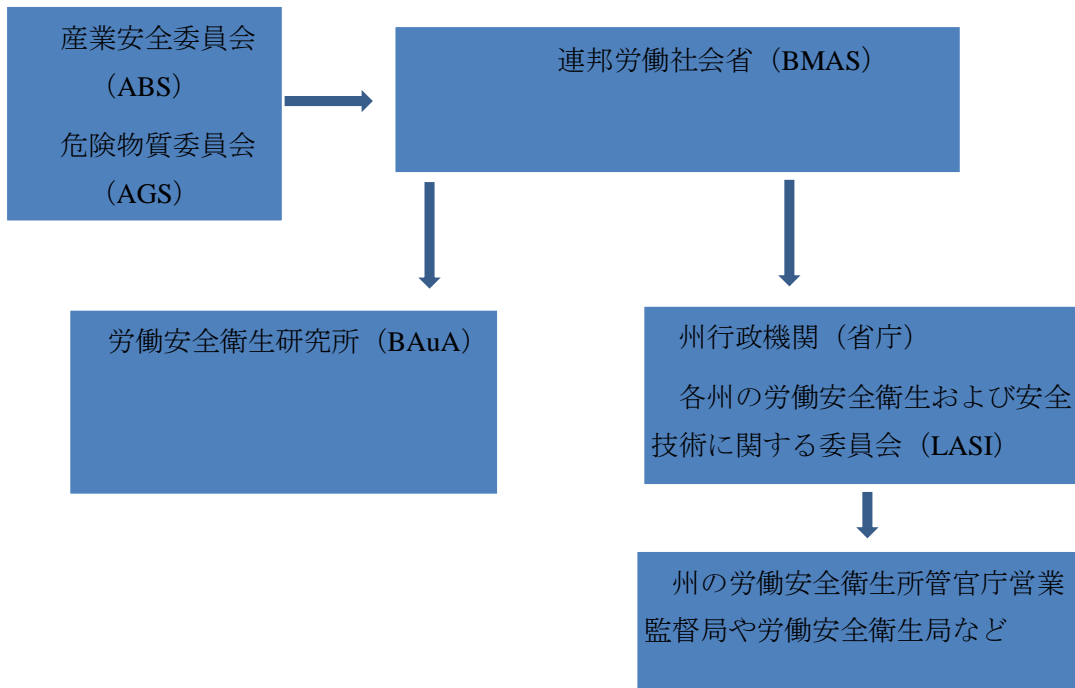 産業安全委員会
（ABS）
危険物質委員会
（AGS）
連邦労働社会省（BMAS）
労働安全衛生研究所（BAuA）
州行政機関（省庁）
各州の労働安全衛生および安全
技術に関する委員会（LASI）
州の労働安全衛生所管官庁営業
監督局や労働安全衛生局など